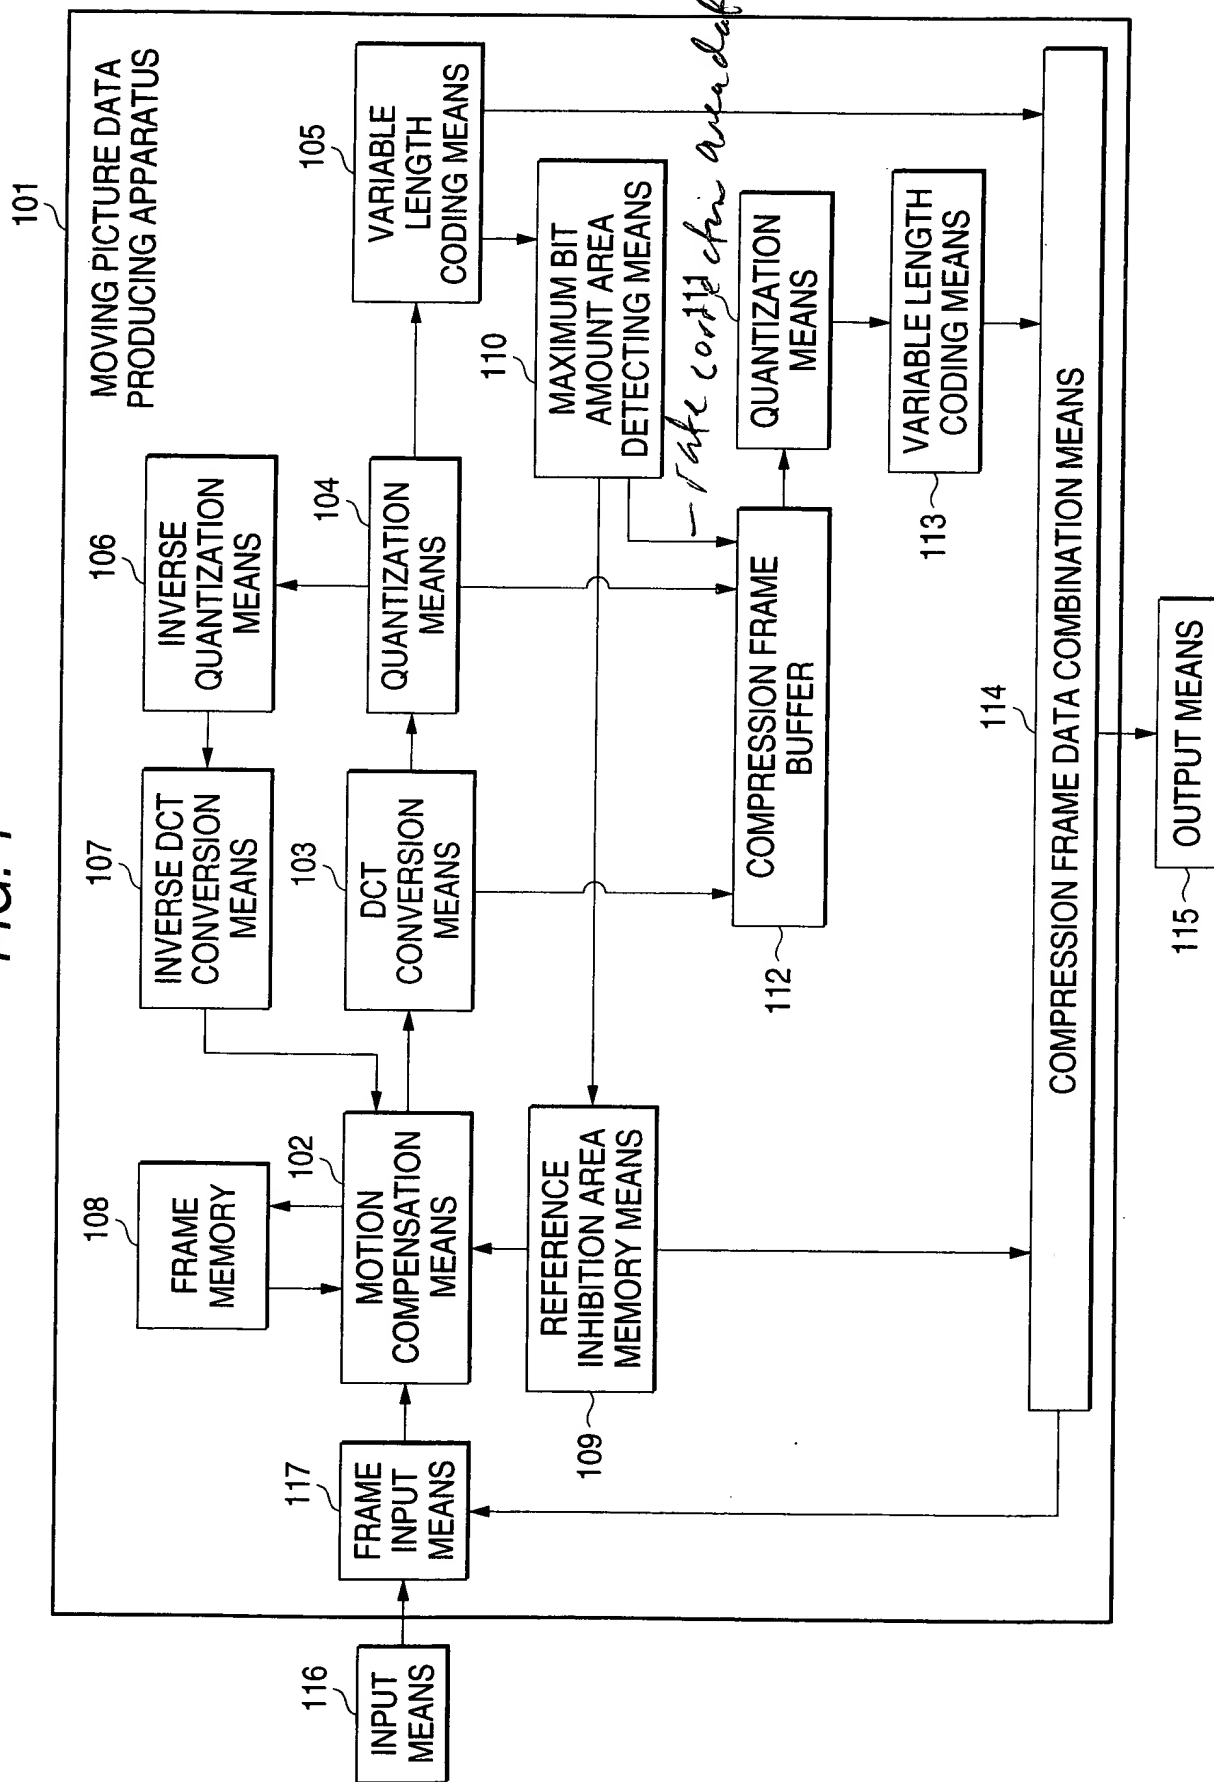 101
MOVING PICTURE DATA
PRODUCING APPARATUS
116
INPUT
MEANS
117
FRAME
INPUT
MEANS
108
FRAME
MEMORY
102
MOTION
COMPENSATION
MEANS
107
INVERSE DCT
CONVERSION
MEANS
103
DCT
CONVERSION
MEANS
106
INVERSE
QUANTIZATION
MEANS
104
QUANTIZATION
MEANS
105
VARIABLE
LENGTH
CODING MEANS
109
REFERENCE
INHIBITION AREA
MEMORY MEANS
110
MAXIMUM BIT
AMOUNT AREA
DETECTING MEANS
112
COMPRESSION FRAME
BUFFER
QUANTIZATION
MEANS
113
VARIABLE LENGTH
CODING MEANS
114
COMPRESSION FRAME DATA COMBINATION MEANS
115
OUTPUT MEANS